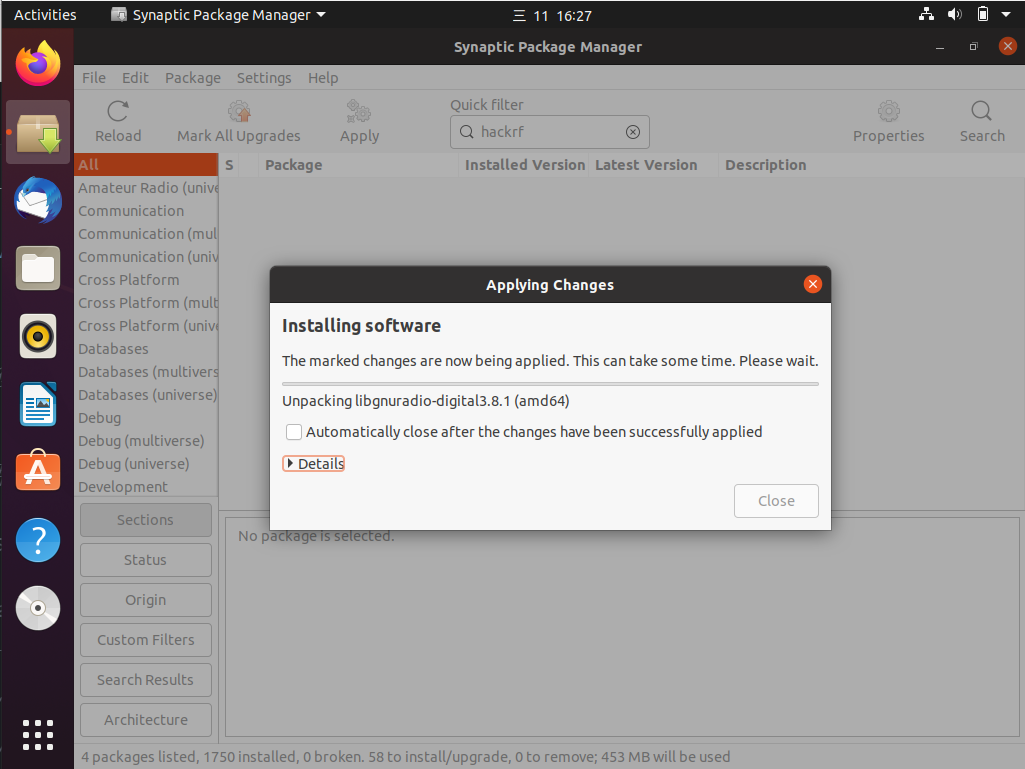 Activities
Synaptic Package Manager
三 11 16:27
Synaptic Package Manager
File Edit Package Settings Help
Reload
Mark All Upgrades
Apply
Quick filter
hackrf
Properties
Search
All
Amateur Radio (unive
Communication
Communication (mul
Communication (univ
Cross Platform
Cross Platform (mult
Cross Platform (unive
Databases
Databases (multivers
Databases (universe)
Debug
Debug (multiverse)
Debug (universe)
Development
S Package Installed Version Latest Version Description
Applying Changes
Installing software
The marked changes are now being applied. This can take some time. Please wait.
Unpacking libgnuradio-digital3.8.1 (amd64)
Automatically close after the changes have been successfully applied
Details
Close
Sections
Status
Origin
Custom Filters
Search Results
Architecture
No package is selected.
4 packages listed, 1750 installed, 0 broken. 58 to install/upgrade, 0 to remove; 453 MB will be used